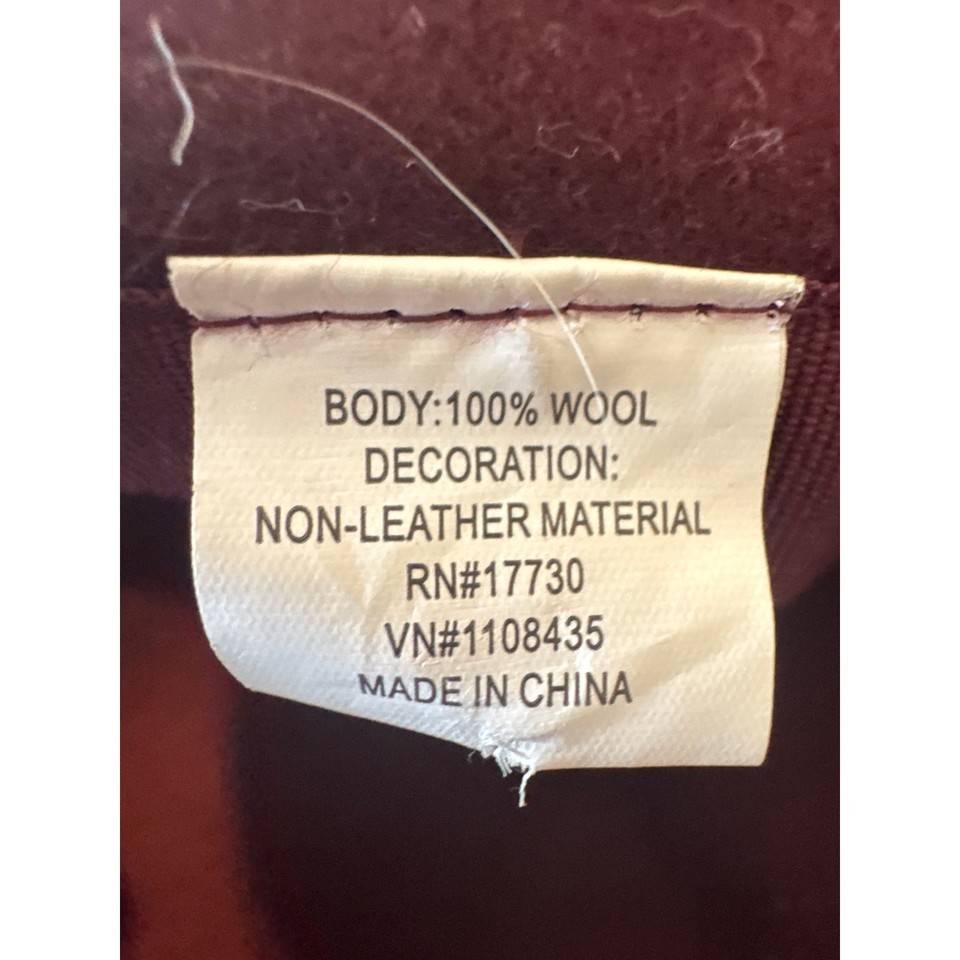 BODY:100% WOOL
DECORATION:
NON-LEATHER MATERIAL
RN#17730
VN#1108435
MADE IN CHINA